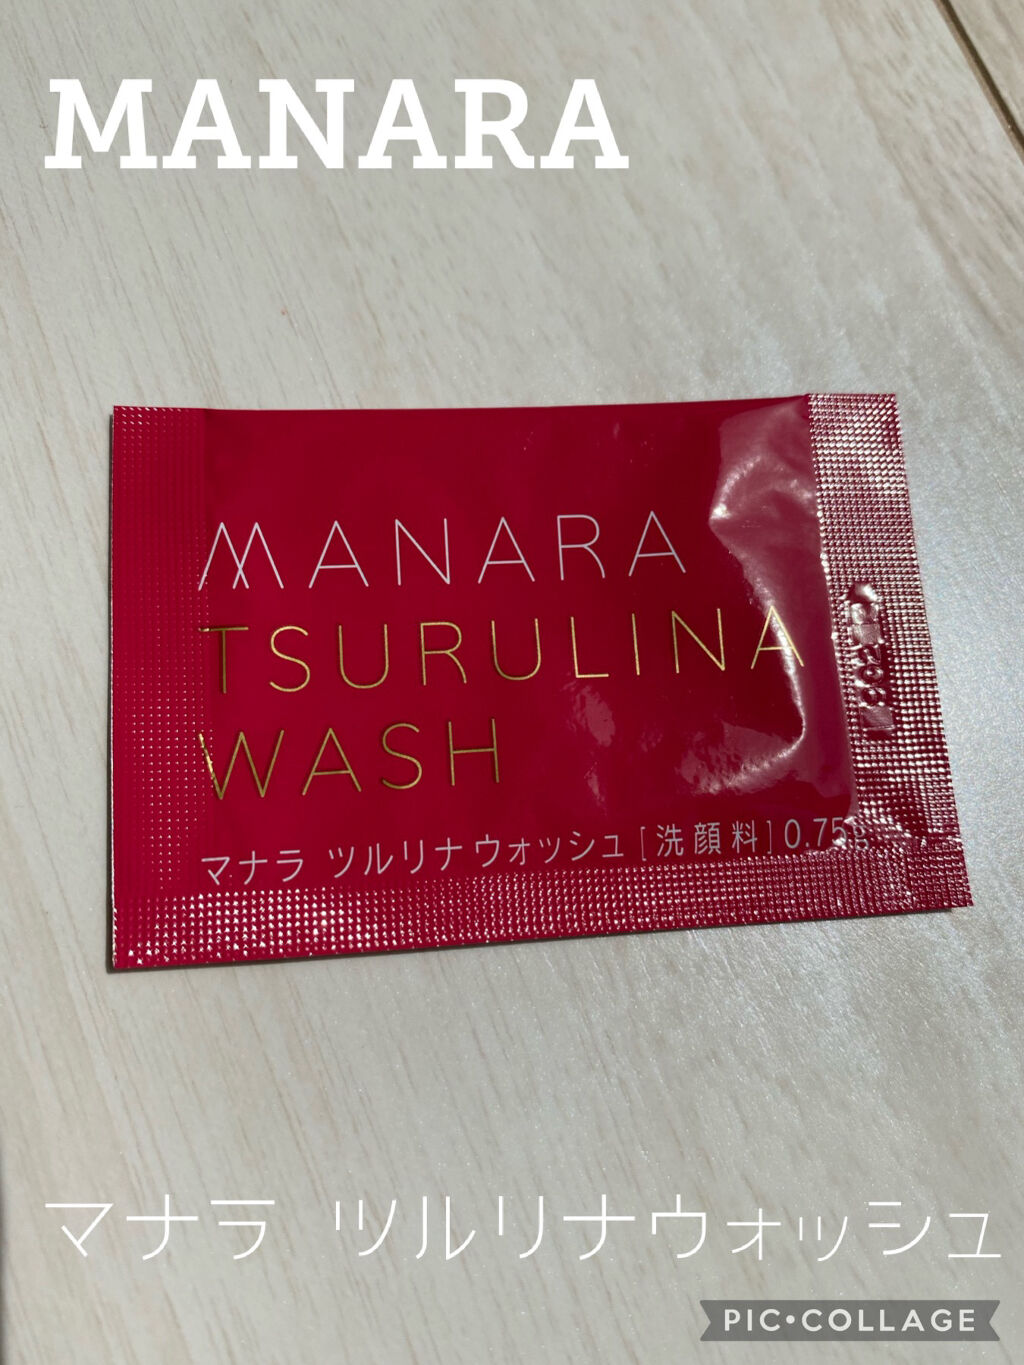 MANARA
MANARA
TSURULINA
WASH
マナラ ツルリナウォッシュ [洗顔料] 0.75g
マナラ ツルリナウォッシュ
PIC•COLLAGE